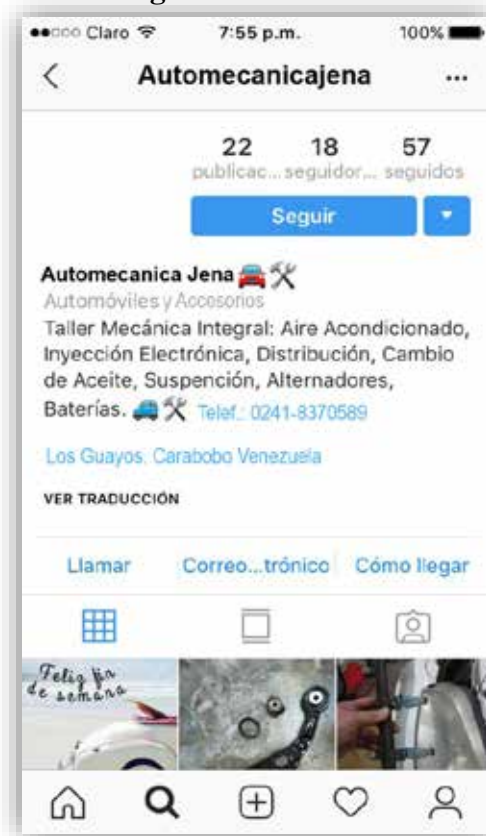 Claro 7:55 p.m. 100%
Automecanicajena ...
22 18 57
publicac... seguidor... seguidos
Seguir
Automecanica Jena
Automóviles y Accesorios
Taller Mecánica Integral: Aire Acondicionado,
Inyección Electrónica, Distribución, Cambio
de Aceite, Suspención, Alternadores,
Baterías. Telef.: 0241-8370589
Los Guayos. Carabobo Venezuela
VER TRADUCCIÓN
Llamar Correo...trónico Cómo llegar
Feliz fin
de semana